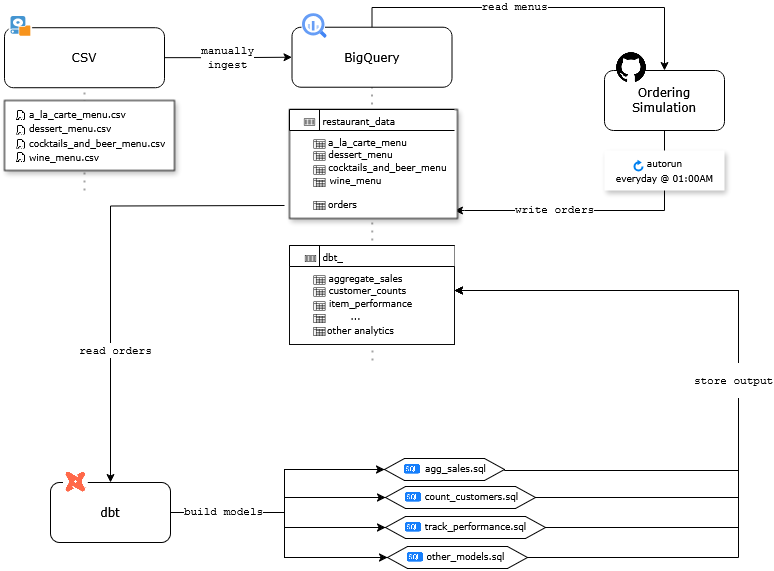 read menus
CSV
manually
ingest
BigQuery
Ordering
Simulation
a_la_carte_menu.csv
dessert_menu.csv
cocktails_and_beer_menu.csv
wine_menu.csv
restaurant_data
a_la_carte_menu
dessert_menu
cocktails_and_beer_menu
wine_menu
orders
autorun
everyday @ 01:00AM
write orders
dbt_
aggregate_sales
customer_counts
item_performance
...
other analytics
read orders
store output
dbt
build models
SQL agg_sales.sql
SQL count_customers.sql
SQL track_performance.sql
SQL other_models.sql